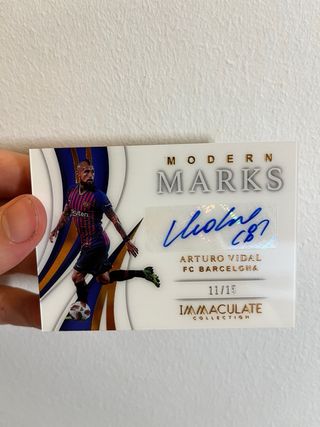 MODERN
MARKS
ARTURO VIDAL
FC BARCELONA
11/15
IMMACULATE
COLLECTION